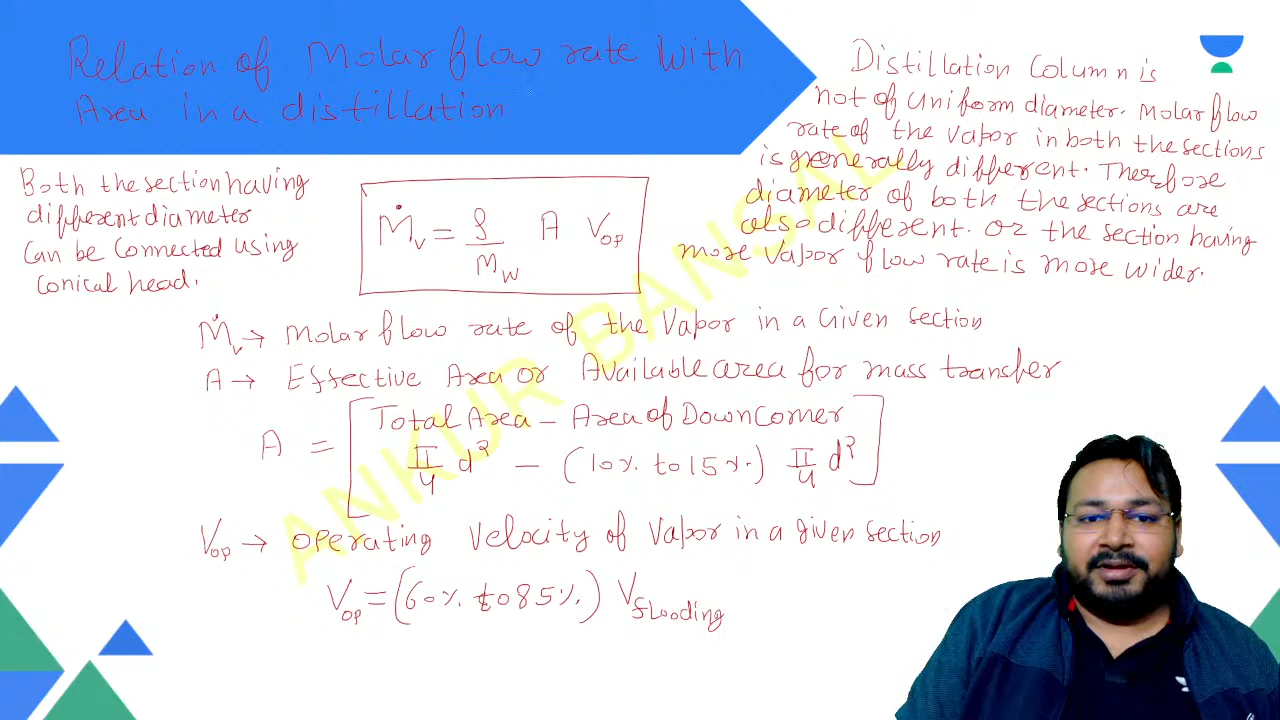 Relation of Molar flow rate with
Area in a distillation
Distillation Column is
not of Uniform diameter. Molar flow
rate of the vapor in both the sections
is generally different. Therefore
diameter of both the sections are
also different. or the section having
more vapor flow rate is more wider.
Both the section having
different diameter
Can be Connected using
Conical head.
Ṁv = ρ/Mw A Vop
Ṁv → Molar flow rate of the Vapor in a Given section
A → Effective Area or Available area for mass transfer
A = [Total Area - Area of DownComer
π/4 d² - (10% to 15%) π/4 d²]
Vop → Operating Velocity of Vapor in a given section
Vop = (60% to 85%) Vflooding
ANKUR BANSAL